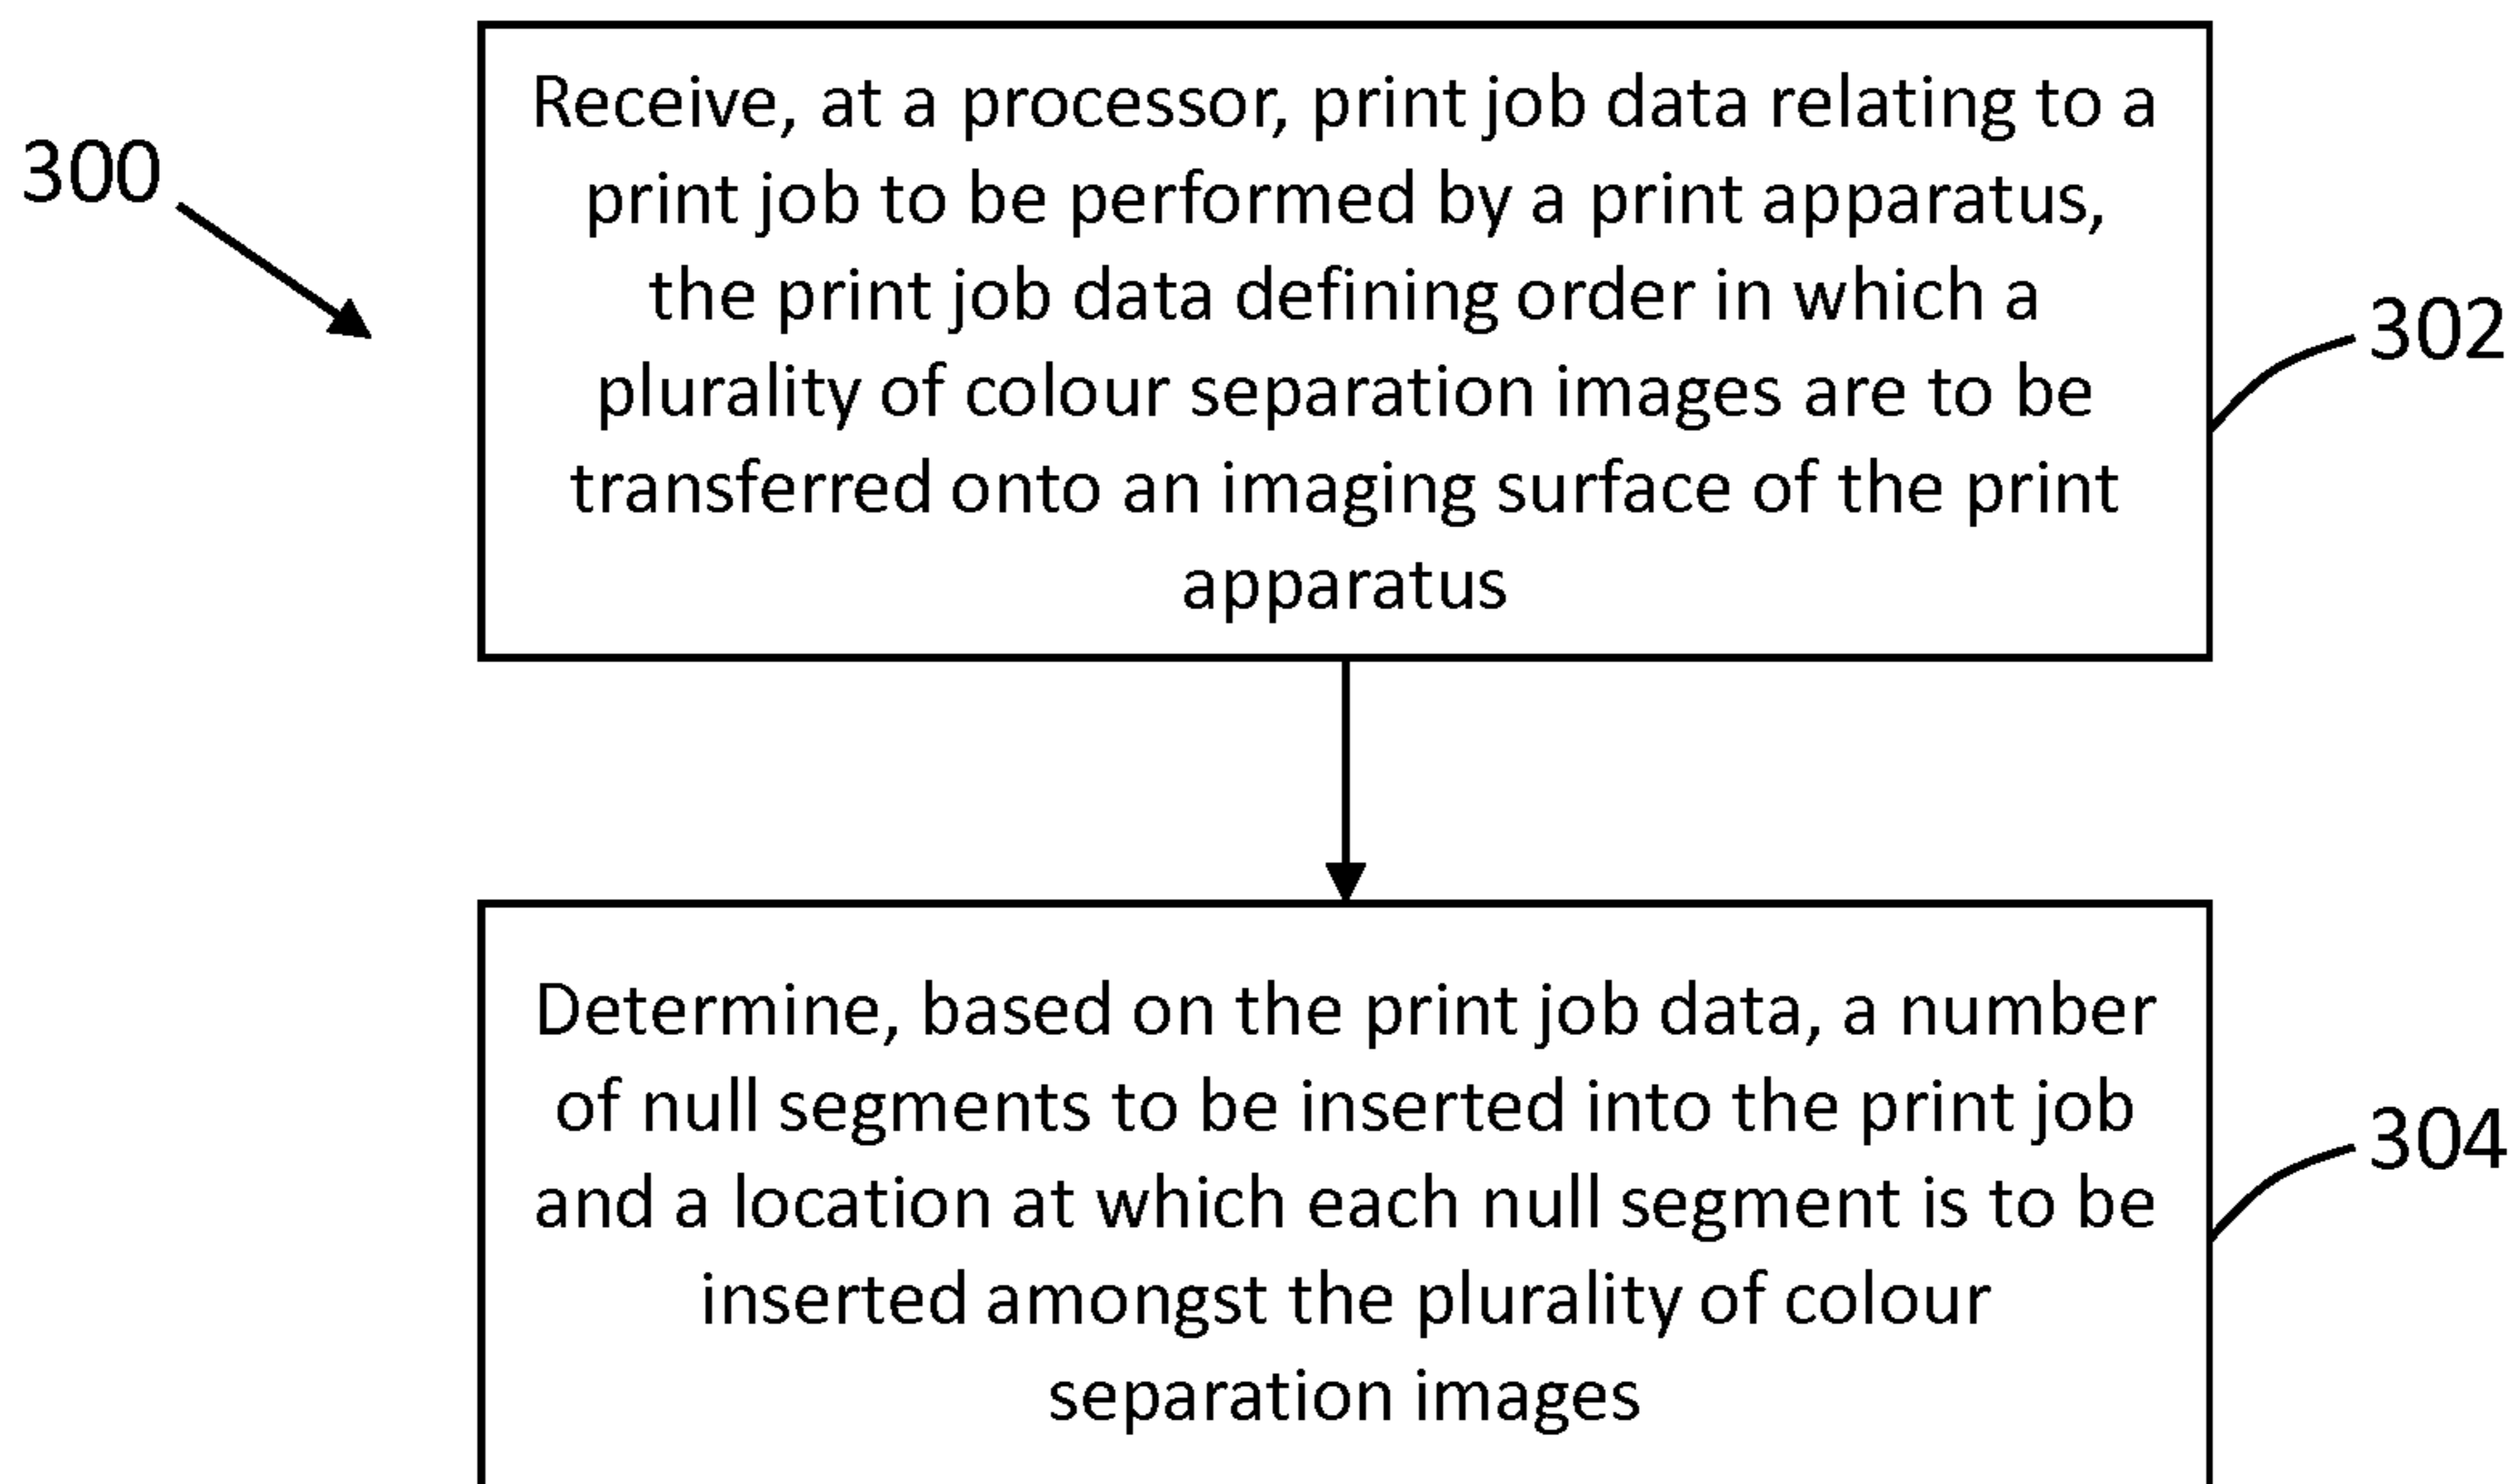 300
Receive, at a processor, print job data relating to a
print job to be performed by a print apparatus,
the print job data defining order in which a
plurality of colour separation images are to be
transferred onto an imaging surface of the print
apparatus
302
Determine, based on the print job data, a number
of null segments to be inserted into the print job
and a location at which each null segment is to be
inserted amongst the plurality of colour
separation images
304